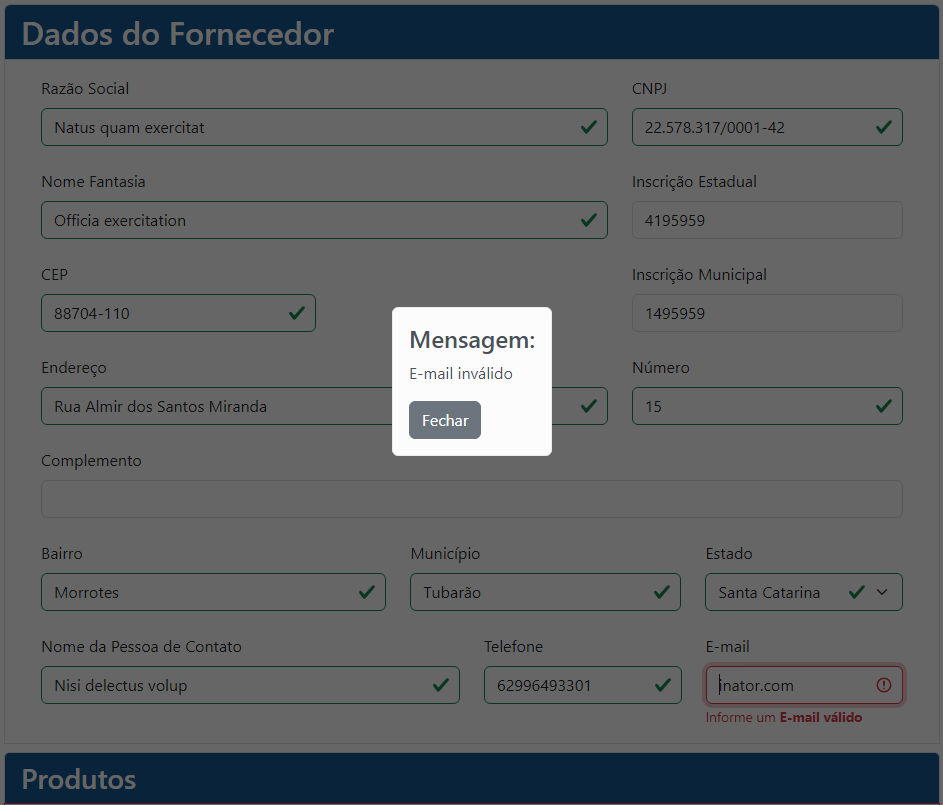 Dados do Fornecedor
Razão Social
CNPJ
Natus quam exercitat
22.578.317/0001-42
Nome Fantasia
Inscrição Estadual
Officia exercitation
4195959
CEP
Inscrição Municipal
88704-110
1495959
Mensagem:
E-mail inválido
Fechar
Endereço
Número
Rua Almir dos Santos Miranda
15
Complemento
Bairro
Município
Estado
Morrotes
Tubarão
Santa Catarina
Nome da Pessoa de Contato
Telefone
E-mail
Nisi delectus volup
62996493301
inator.com
Informe um E-mail válido
Produtos